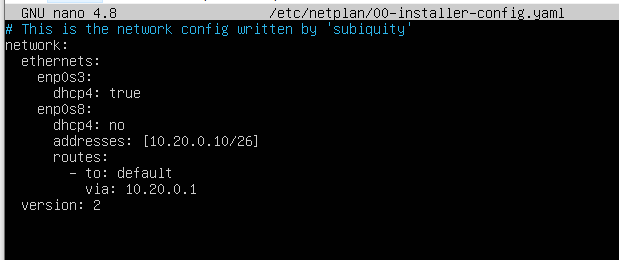 GNU nano 4.8 /etc/netplan/00-installer-config.yaml
# This is the network config written by 'subiquity'
network:
  ethernets:
    enp0s3:
      dhcp4: true
    enp0s8:
      dhcp4: no
      addresses: [10.20.0.10/26]
      routes:
        - to: default
          via: 10.20.0.1
  version: 2